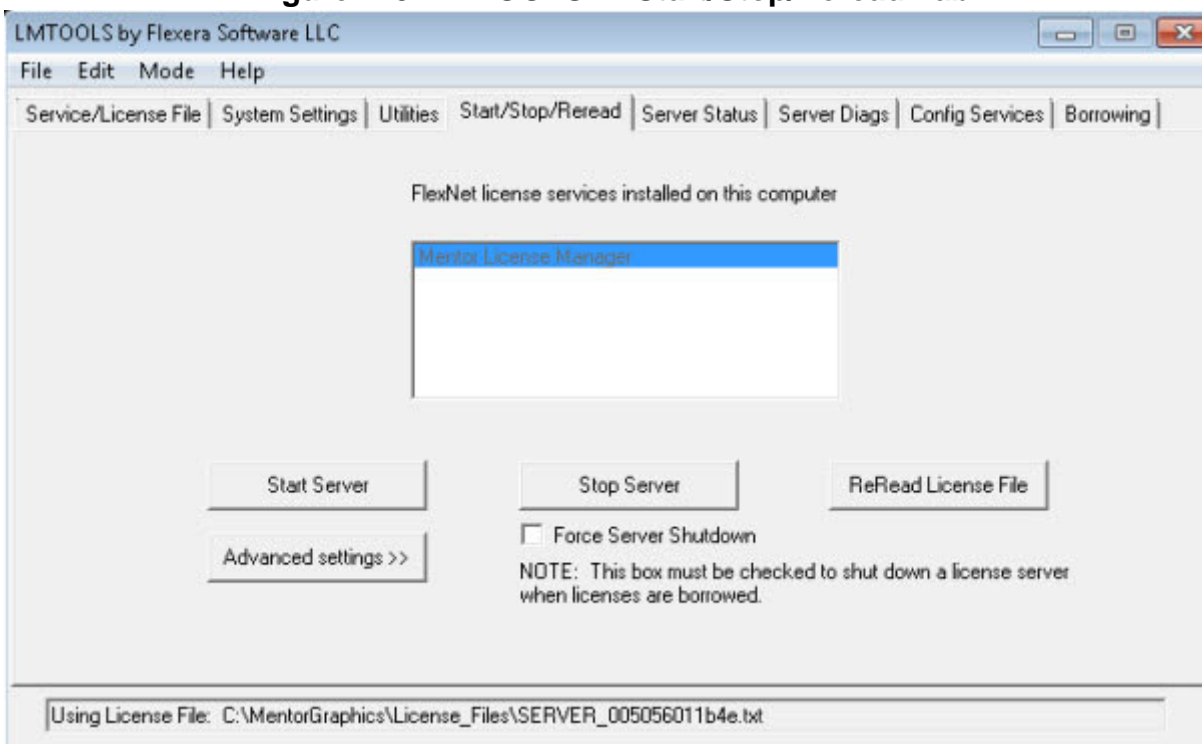 LMTOOLS by Flexera Software LLC
File Edit Mode Help
Service/License File System Settings Utilities Start/Stop/Reread Server Status Server Diags Config Services Borrowing
FlexNet license services installed on this computer
Mentor License Manager
Start Server Stop Server ReRead License File
Force Server Shutdown
Advanced settings >>
NOTE: This box must be checked to shut down a license server
when licenses are borrowed.
Using License File: C:\MentorGraphics\License_Files\SERVER_005056011b4e.txt